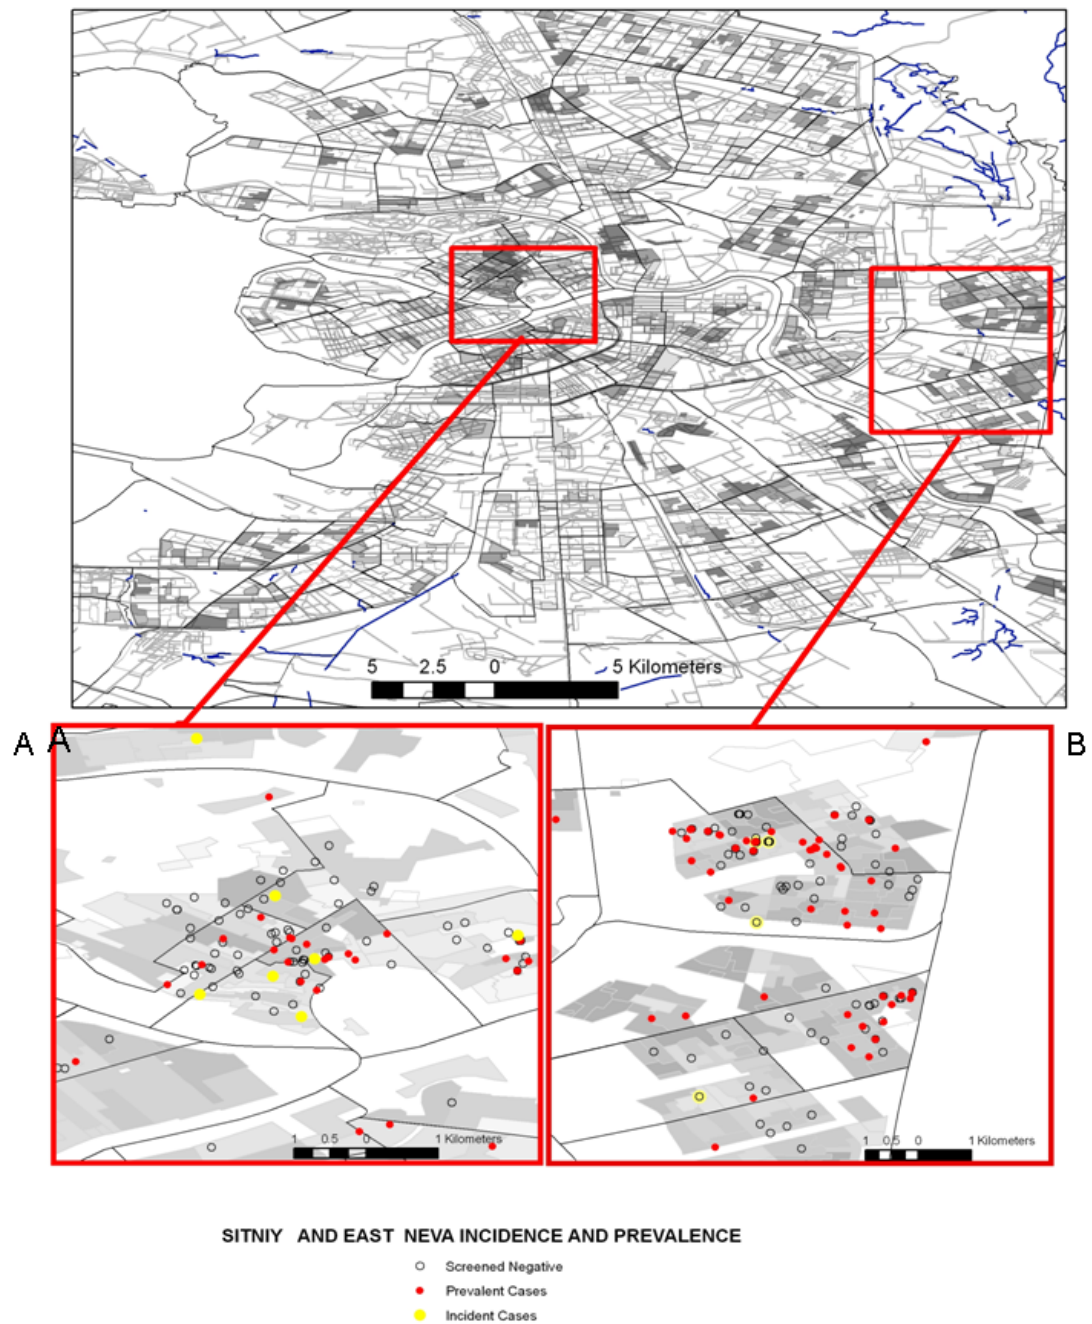 5 2.5 0 5 Kilometers
A A B
1 0.5 0 1 Kilometers
1 0.5 0 1 Kilometers
SITNIY AND EAST NEVA INCIDENCE AND PREVALENCE
Screened Negative
Prevalent Cases
Incident Cases